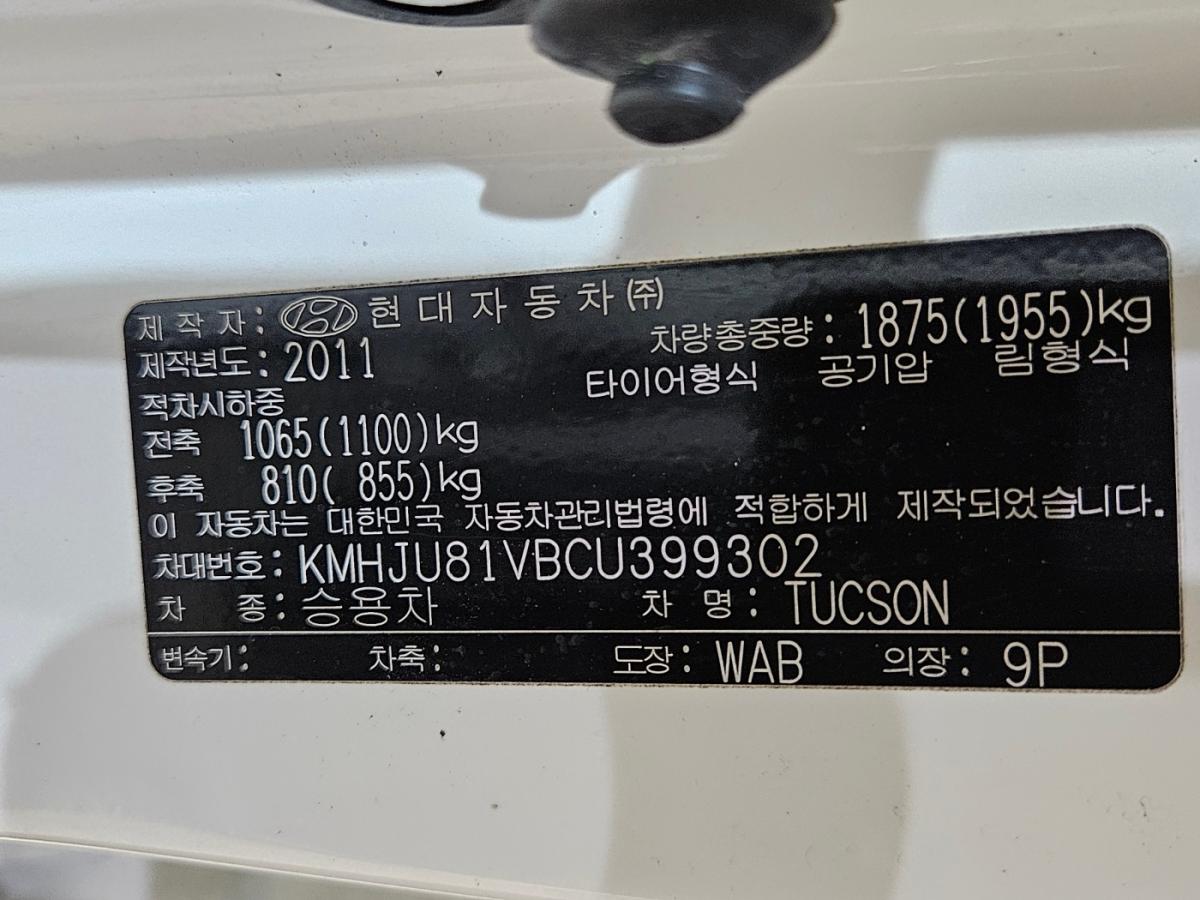 제 작 자 : 현 대 자 동 차 ㈜
제작년도 : 2011
차량총중량 : 1875(1955)kg
적차시하중
타이어형식 공기압 림형식
전축 1065(1100)kg
후축 810( 855)kg
이 자동차는 대한민국 자동차관리법령에 적합하게 제작되었습니다.
차대번호 : KMHJU81VBCU399302
차 종 : 승용차 차 명 : TUCSON
변속기 : 차축 : 도장 : WAB 의장 : 9P